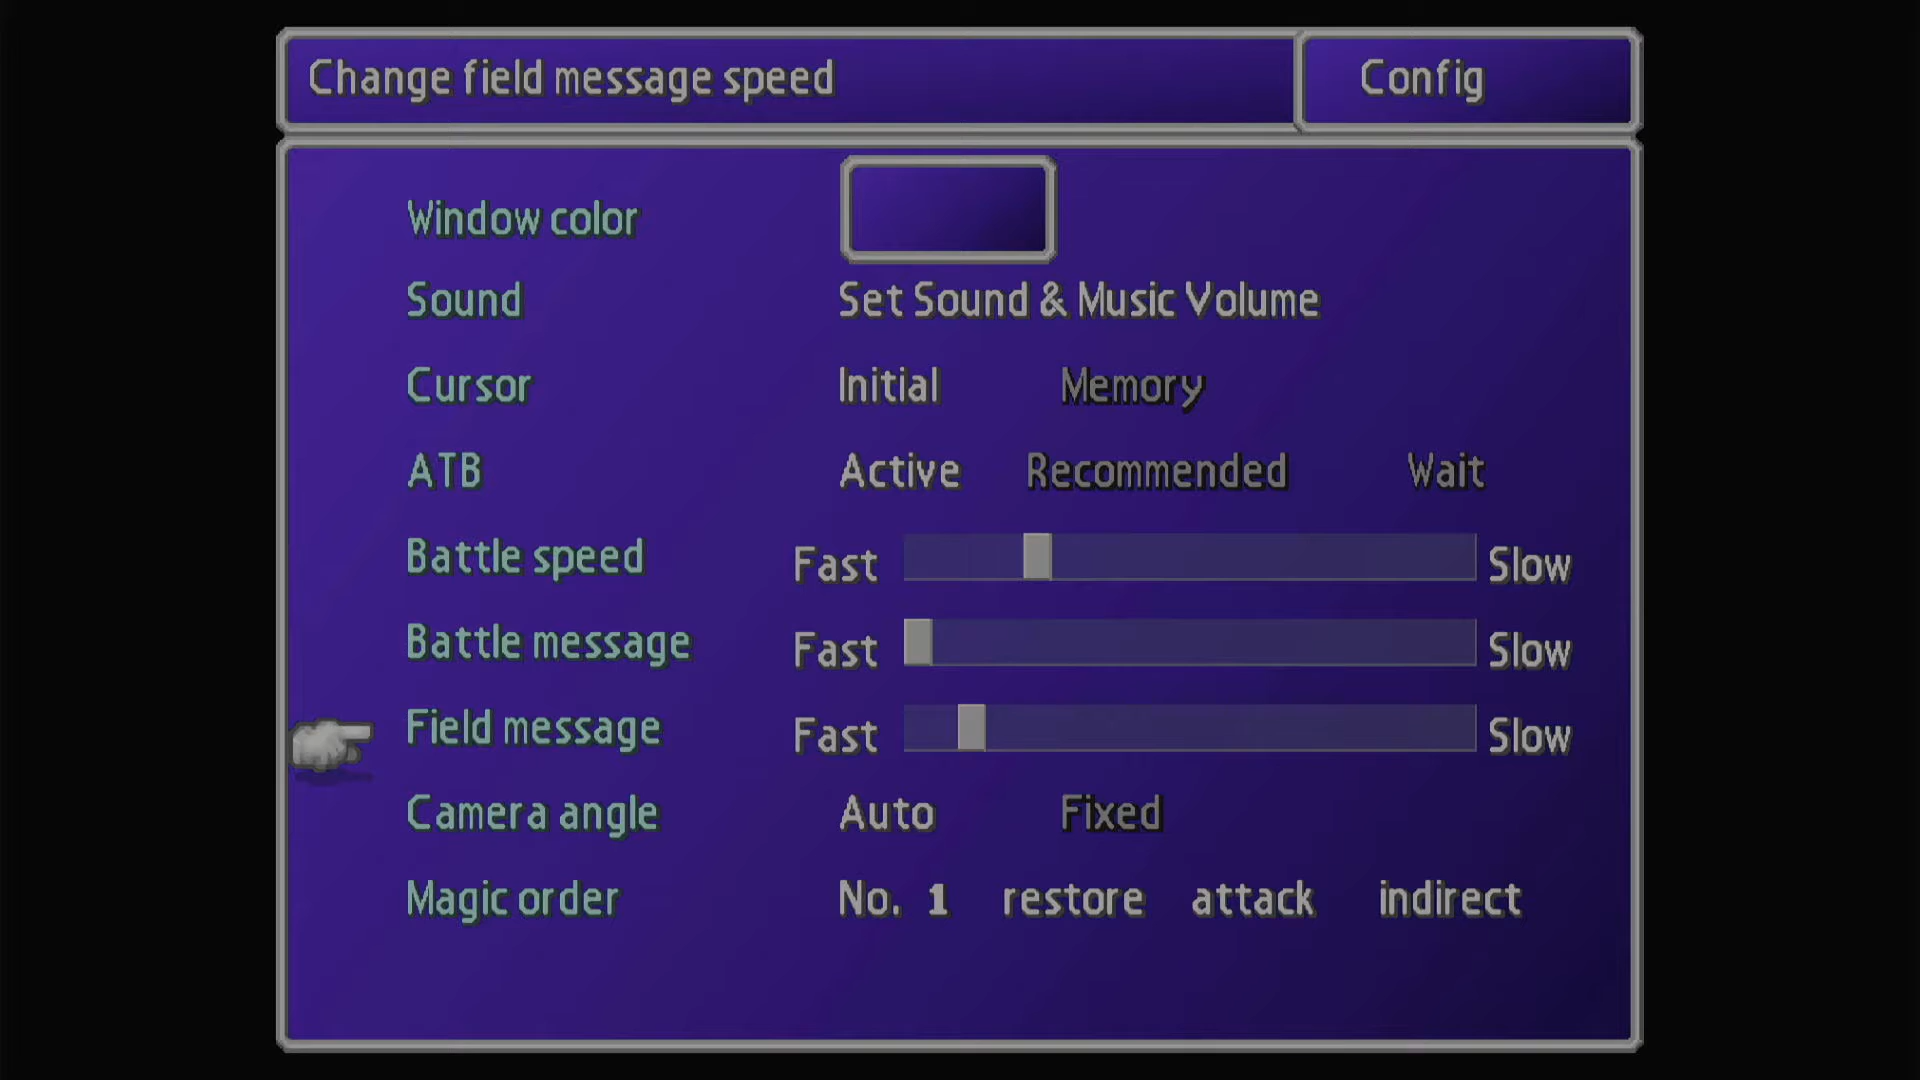 Change field message speed
Config
Window color
Sound Set Sound & Music Volume
Cursor Initial Memory
ATB Active Recommended Wait
Battle speed Fast Slow
Battle message Fast Slow
Field message Fast Slow
Camera angle Auto Fixed
Magic order No. 1 restore attack indirect